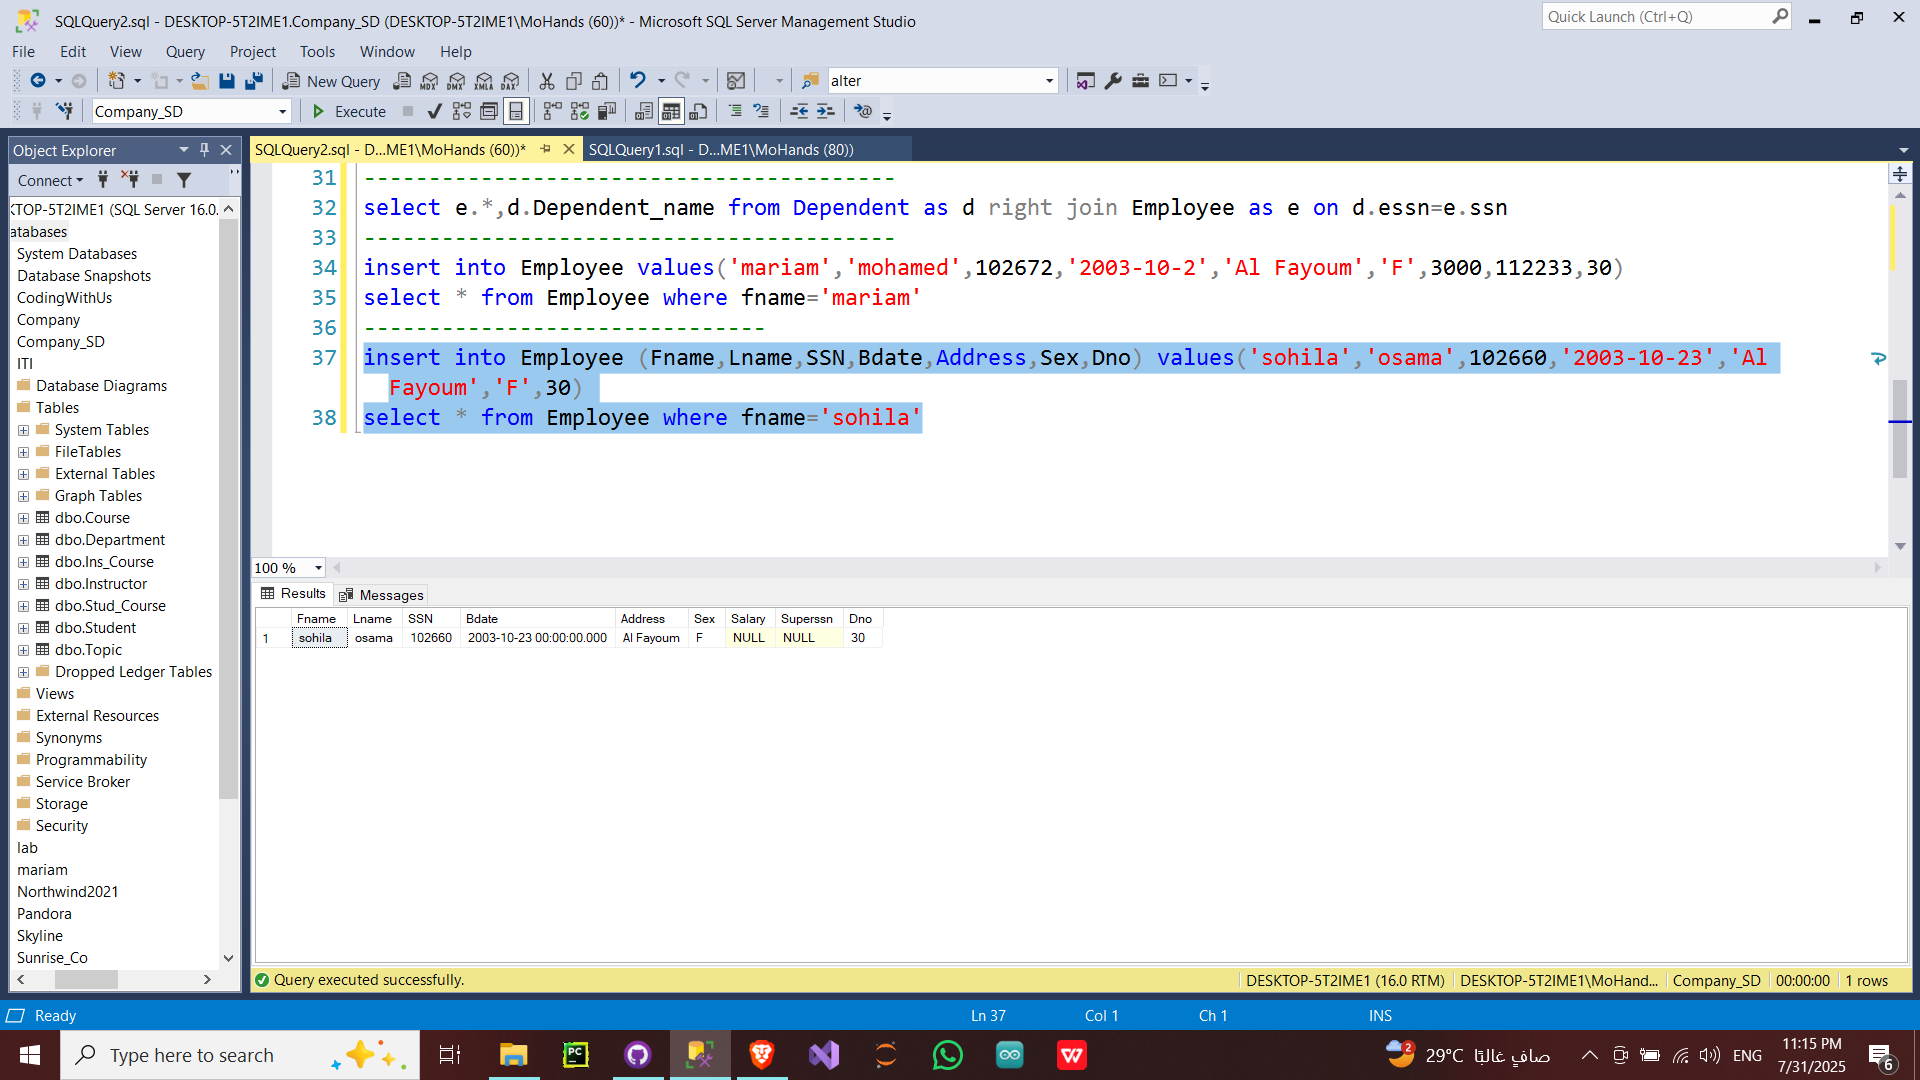 SQLQuery2.sql - DESKTOP-5T2IME1.Company_SD (DESKTOP-5T2IME1\MoHands (60))* - Microsoft SQL Server Management Studio
Quick Launch (Ctrl+Q)
File Edit View Query Project Tools Window Help
New Query MDX DMX XMLA DAX alter
Company_SD Execute
Object Explorer
SQLQuery2.sql - D...ME1\MoHands (60))* SQLQuery1.sql - D...ME1\MoHands (80))
Connect
KTOP-5T2IME1 (SQL Server 16.0.
atabases
System Databases
Database Snapshots
CodingWithUs
Company
Company_SD
ITI
Database Diagrams
Tables
System Tables
FileTables
External Tables
Graph Tables
dbo.Course
dbo.Department
dbo.Ins_Course
dbo.Instructor
dbo.Stud_Course
dbo.Student
dbo.Topic
Dropped Ledger Tables
Views
External Resources
Synonyms
Programmability
Service Broker
Storage
Security
lab
mariam
Northwind2021
Pandora
Skyline
Sunrise_Co
31 -----------------------------------------
32 select e.*,d.Dependent_name from Dependent as d right join Employee as e on d.essn=e.ssn
33 -----------------------------------------
34 insert into Employee values('mariam','mohamed',102672,'2003-10-2','Al Fayoum','F',3000,112233,30)
35 select * from Employee where fname='mariam'
36 -------------------------------
37 insert into Employee (Fname,Lname,SSN,Bdate,Address,Sex,Dno) values('sohila','osama',102660,'2003-10-23','Al
Fayoum','F',30)
38 select * from Employee where fname='sohila'
100 %
Results Messages
Fname Lname SSN Bdate Address Sex Salary Superssn Dno
1 sohila osama 102660 2003-10-23 00:00:00.000 Al Fayoum F NULL NULL 30
Query executed successfully. DESKTOP-5T2IME1 (16.0 RTM) DESKTOP-5T2IME1\MoHand... Company_SD 00:00:00 1 rows
Ready Ln 37 Col 1 Ch 1 INS
Type here to search
PC
2 29°C صافٍ غالبًا ENG
11:15 PM
7/31/2025
6